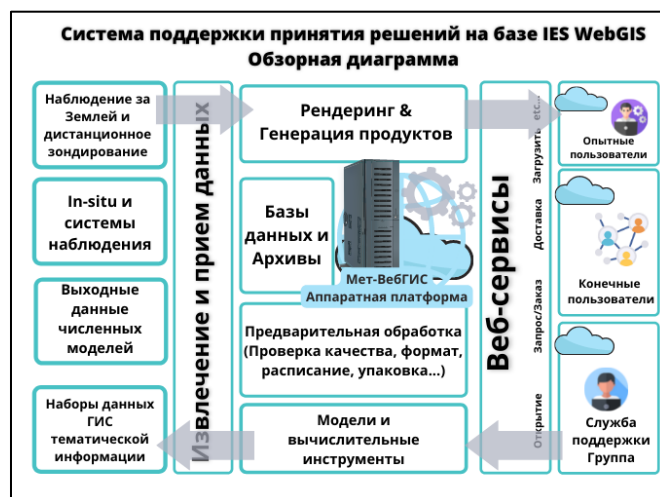 Система поддержки принятия решений на базе IES WebGIS
Обзорная диаграмма
Наблюдение за
Землей и
дистанционное
зондирование
In-situ и
системы
наблюдения
Выходные
данные
численных
моделей
Наборы данных
ГИС
тематической
информации
Извлечение и прием данных
Рендеринг &
Генерация продуктов
Базы
данных и
Архивы
Мет-ВебГИС
Аппаратная платформа
Предварительная обработка
(Проверка качества, формат,
расписание, упаковка...)
Модели и
вычислительные
инструменты
Веб-сервисы
Открытие
Запрос/Заказ
Доставка
Загрузить
etc...
Опытные
пользователи
Конечные
пользователи
Служба
поддержки
Группа